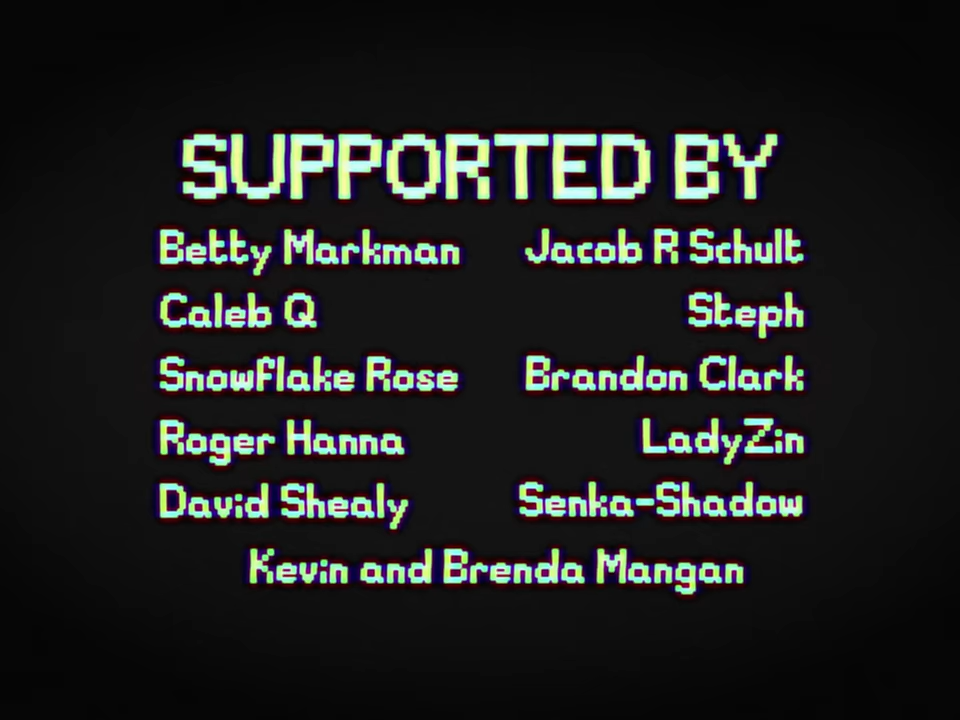 SUPPORTED BY
Betty Markman Jacob R Schult
Caleb Q Steph
Snowflake Rose Brandon Clark
Roger Hanna LadyZin
David Shealy Senka-Shadow
Kevin and Brenda Mangan